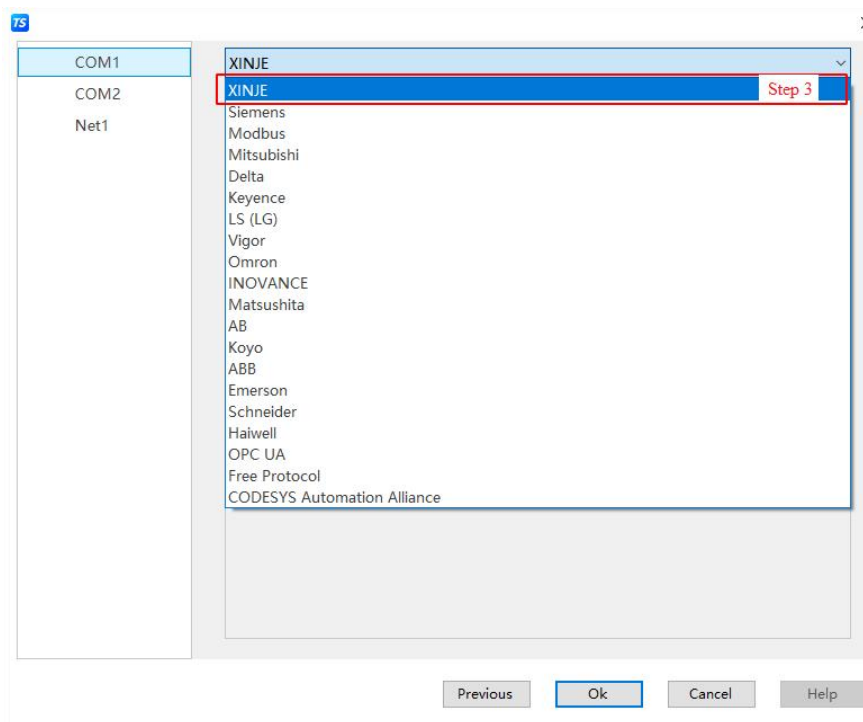 TS
COM1
COM2
Net1
XINJE
XINJE
Step 3
Siemens
Modbus
Mitsubishi
Delta
Keyence
LS (LG)
Vigor
Omron
INOVANCE
Matsushita
AB
Koyo
ABB
Emerson
Schneider
Haiwell
OPC UA
Free Protocol
CODESYS Automation Alliance
Previous
Ok
Cancel
Help